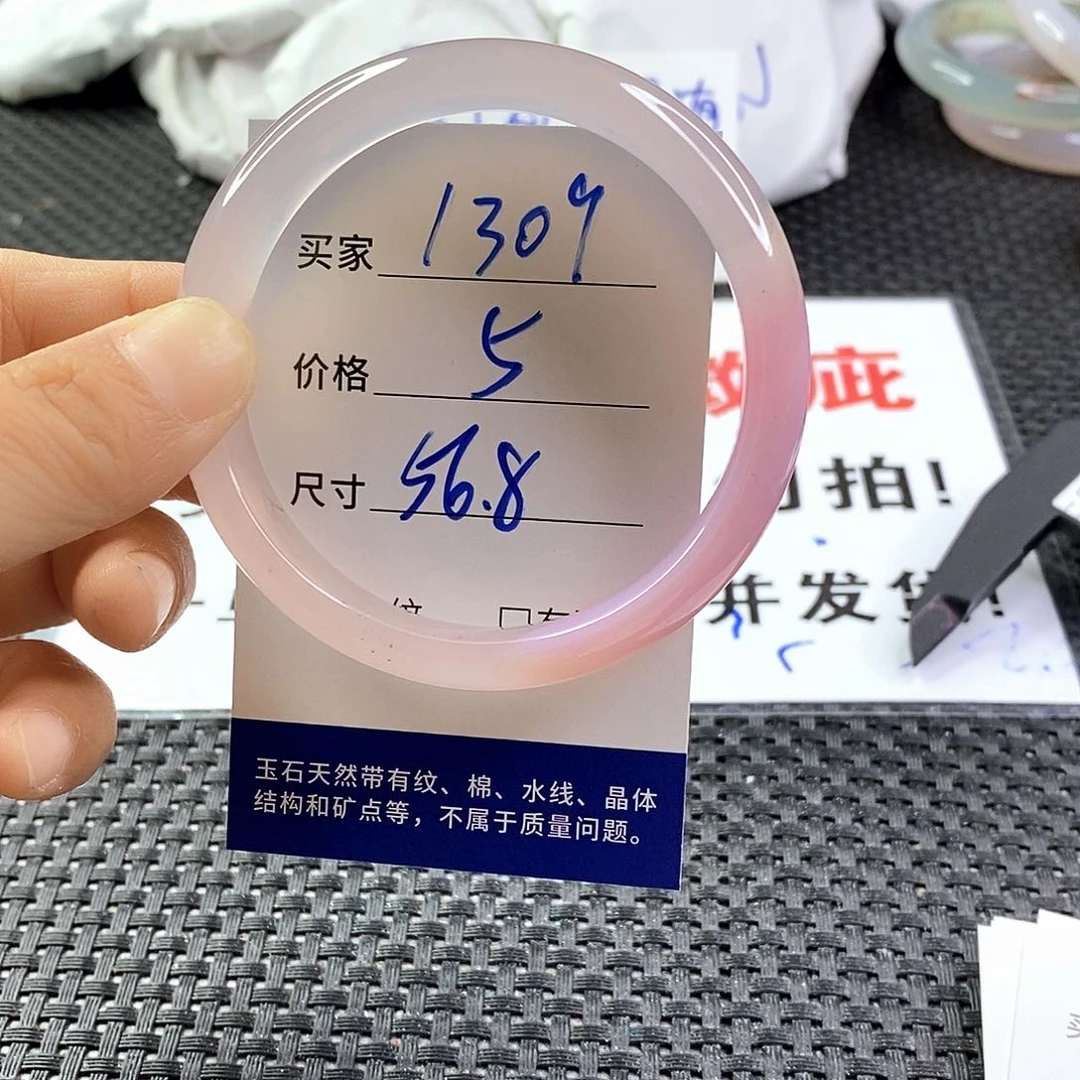 买家 1309
价格 5
尺寸 56.8
玉石天然带有纹、棉、水线、晶体
结构和矿点等，不属于质量问题。
疵
拍！
并发货！